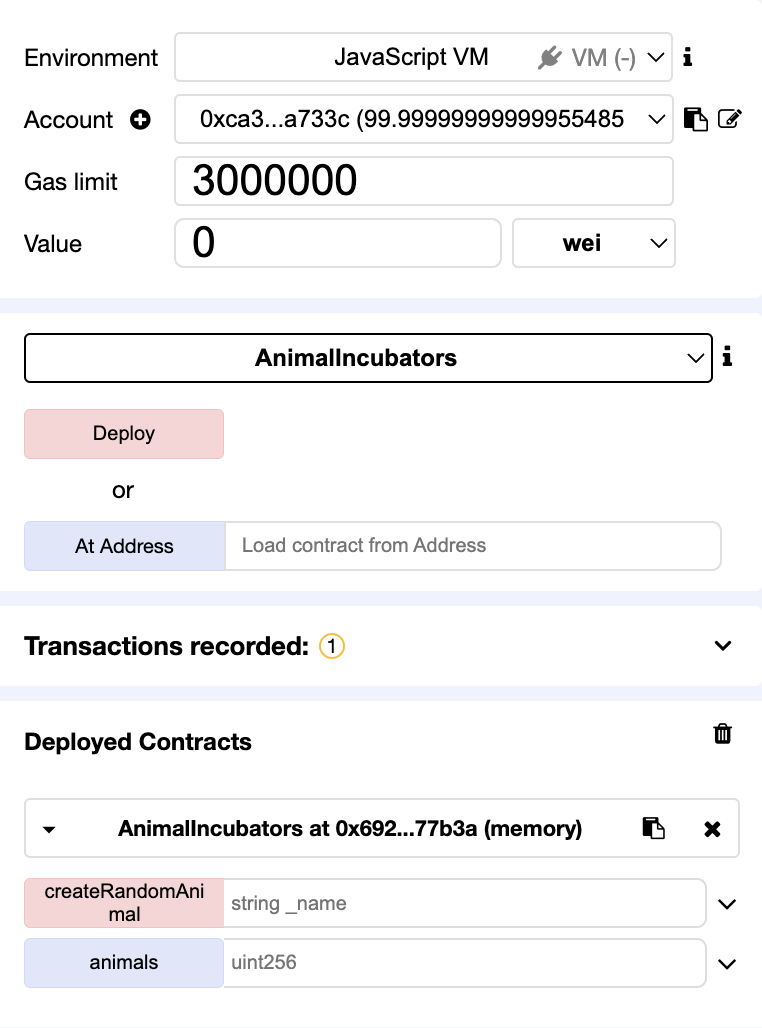 Environment JavaScript VM VM (-)
Account 0xca3...a733c (99.99999999999955485
Gas limit 3000000
Value 0 wei
AnimalIncubators
Deploy
or
At Address Load contract from Address
Transactions recorded: 1
Deployed Contracts
AnimalIncubators at 0x692...77b3a (memory)
createRandomAni
mal string _name
animals uint256